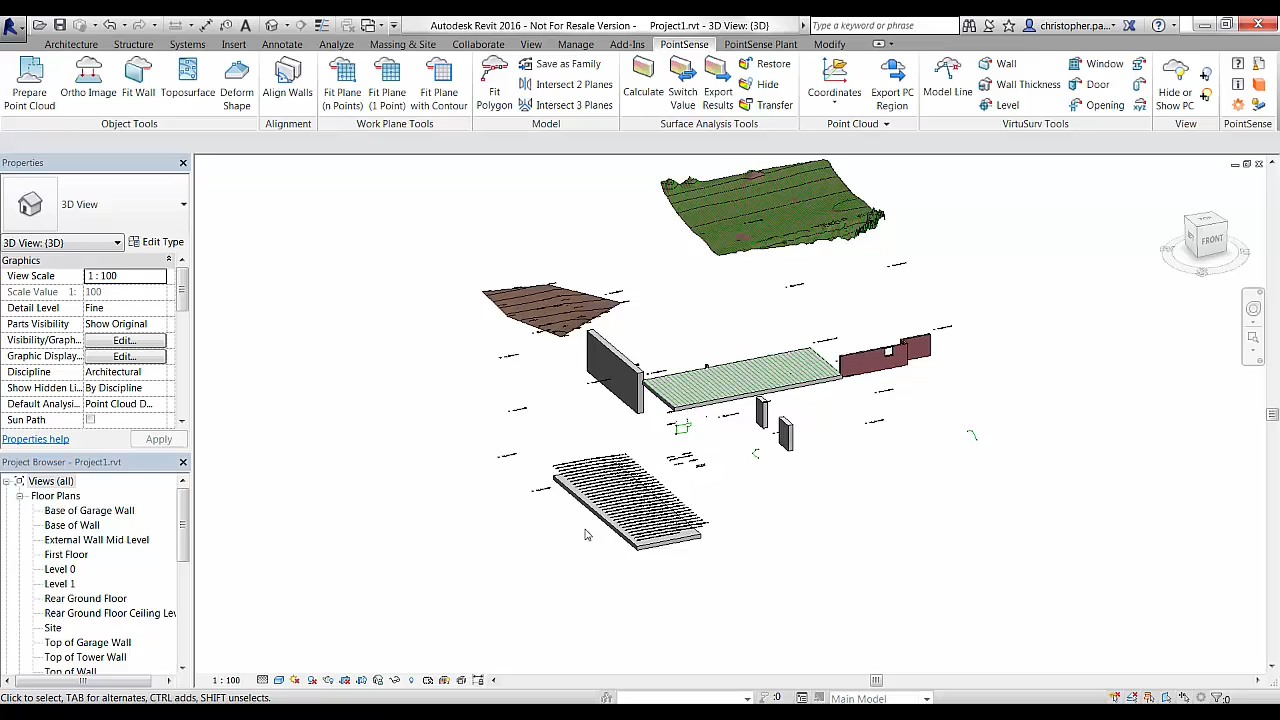 Autodesk Revit 2016 - Not For Resale Version - Project1.rvt - 3D View: {3D}
Type a keyword or phrase
christopher.pa...
Architecture Structure Systems Insert Annotate Analyze Massing & Site Collaborate View Manage Add-Ins PointSense PointSense Plant Modify
Prepare Point Cloud
Ortho Image
Fit Wall
Toposurface
Deform Shape
Object Tools
Align Walls
Alignment
Fit Plane (n Points)
Fit Plane (1 Point)
Fit Plane with Contour
Work Plane Tools
Fit Polygon
Save as Family
Intersect 2 Planes
Intersect 3 Planes
Model
Calculate
Switch Value
Export Results
Restore
Hide
Transfer
Surface Analysis Tools
Coordinates
Export PC Region
Point Cloud
Model Line
Wall
Wall Thickness
Level
Window
Door
Opening
VirtuSurv Tools
Hide or Show PC
View
PointSense
Properties
3D View
3D View: {3D}
Edit Type
Graphics
View Scale 1 : 100
Scale Value 1: 100
Detail Level Fine
Parts Visibility Show Original
Visibility/Graph... Edit...
Graphic Display... Edit...
Discipline Architectural
Show Hidden Li... By Discipline
Default Analysi... Point Cloud D...
Sun Path
Properties help
Apply
Project Browser - Project1.rvt
Views (all)
Floor Plans
Base of Garage Wall
Base of Wall
External Wall Mid Level
First Floor
Level 0
Level 1
Rear Ground Floor
Rear Ground Floor Ceiling Lev
Site
Top of Garage Wall
Top of Tower Wall
Top of Wall
TOP
FRONT
1 : 100
Click to select, TAB for alternates, CTRL adds, SHIFT unselects.
:0
Main Model
:0